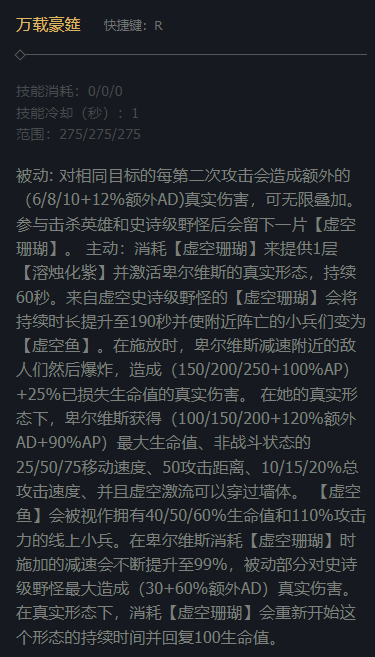 万载豪筵 快捷键：R
技能消耗：0/0/0
技能冷却（秒）：1
范围：275/275/275
被动: 对相同目标的每第二次攻击会造成额外的
（6/8/10+12%额外AD)真实伤害，可无限叠加。
参与击杀英雄和史诗级野怪后会留下一片【虚空
珊瑚】。 主动：消耗【虚空珊瑚】来提供1层
【溶烛化紫】并激活卑尔维斯的真实形态，持续
60秒。来自虚空史诗级野怪的【虚空珊瑚】会将
持续时长提升至190秒并使附近阵亡的小兵们变为
【虚空鱼】。在施放时，卑尔维斯减速附近的敌
人们然后爆炸，造成（150/200/250+100%AP）
+25%已损失生命值的真实伤害。 在她的真实形
态下，卑尔维斯获得（100/150/200+120%额外
AD+90%AP）最大生命值、非战斗状态的
25/50/75移动速度、50攻击距离、10/15/20%总
攻击速度、并且虚空激流可以穿过墙体。 【虚空
鱼】会被视作拥有40/50/60%生命值和110%攻击
力的线上小兵。在卑尔维斯消耗【虚空珊瑚】时
施加的减速会不断提升至99%，被动部分对史诗
级野怪最大造成（30+60%额外AD）真实伤害。
在真实形态下，消耗【虚空珊瑚】会重新开始这
个形态的持续时间并回复100生命值。